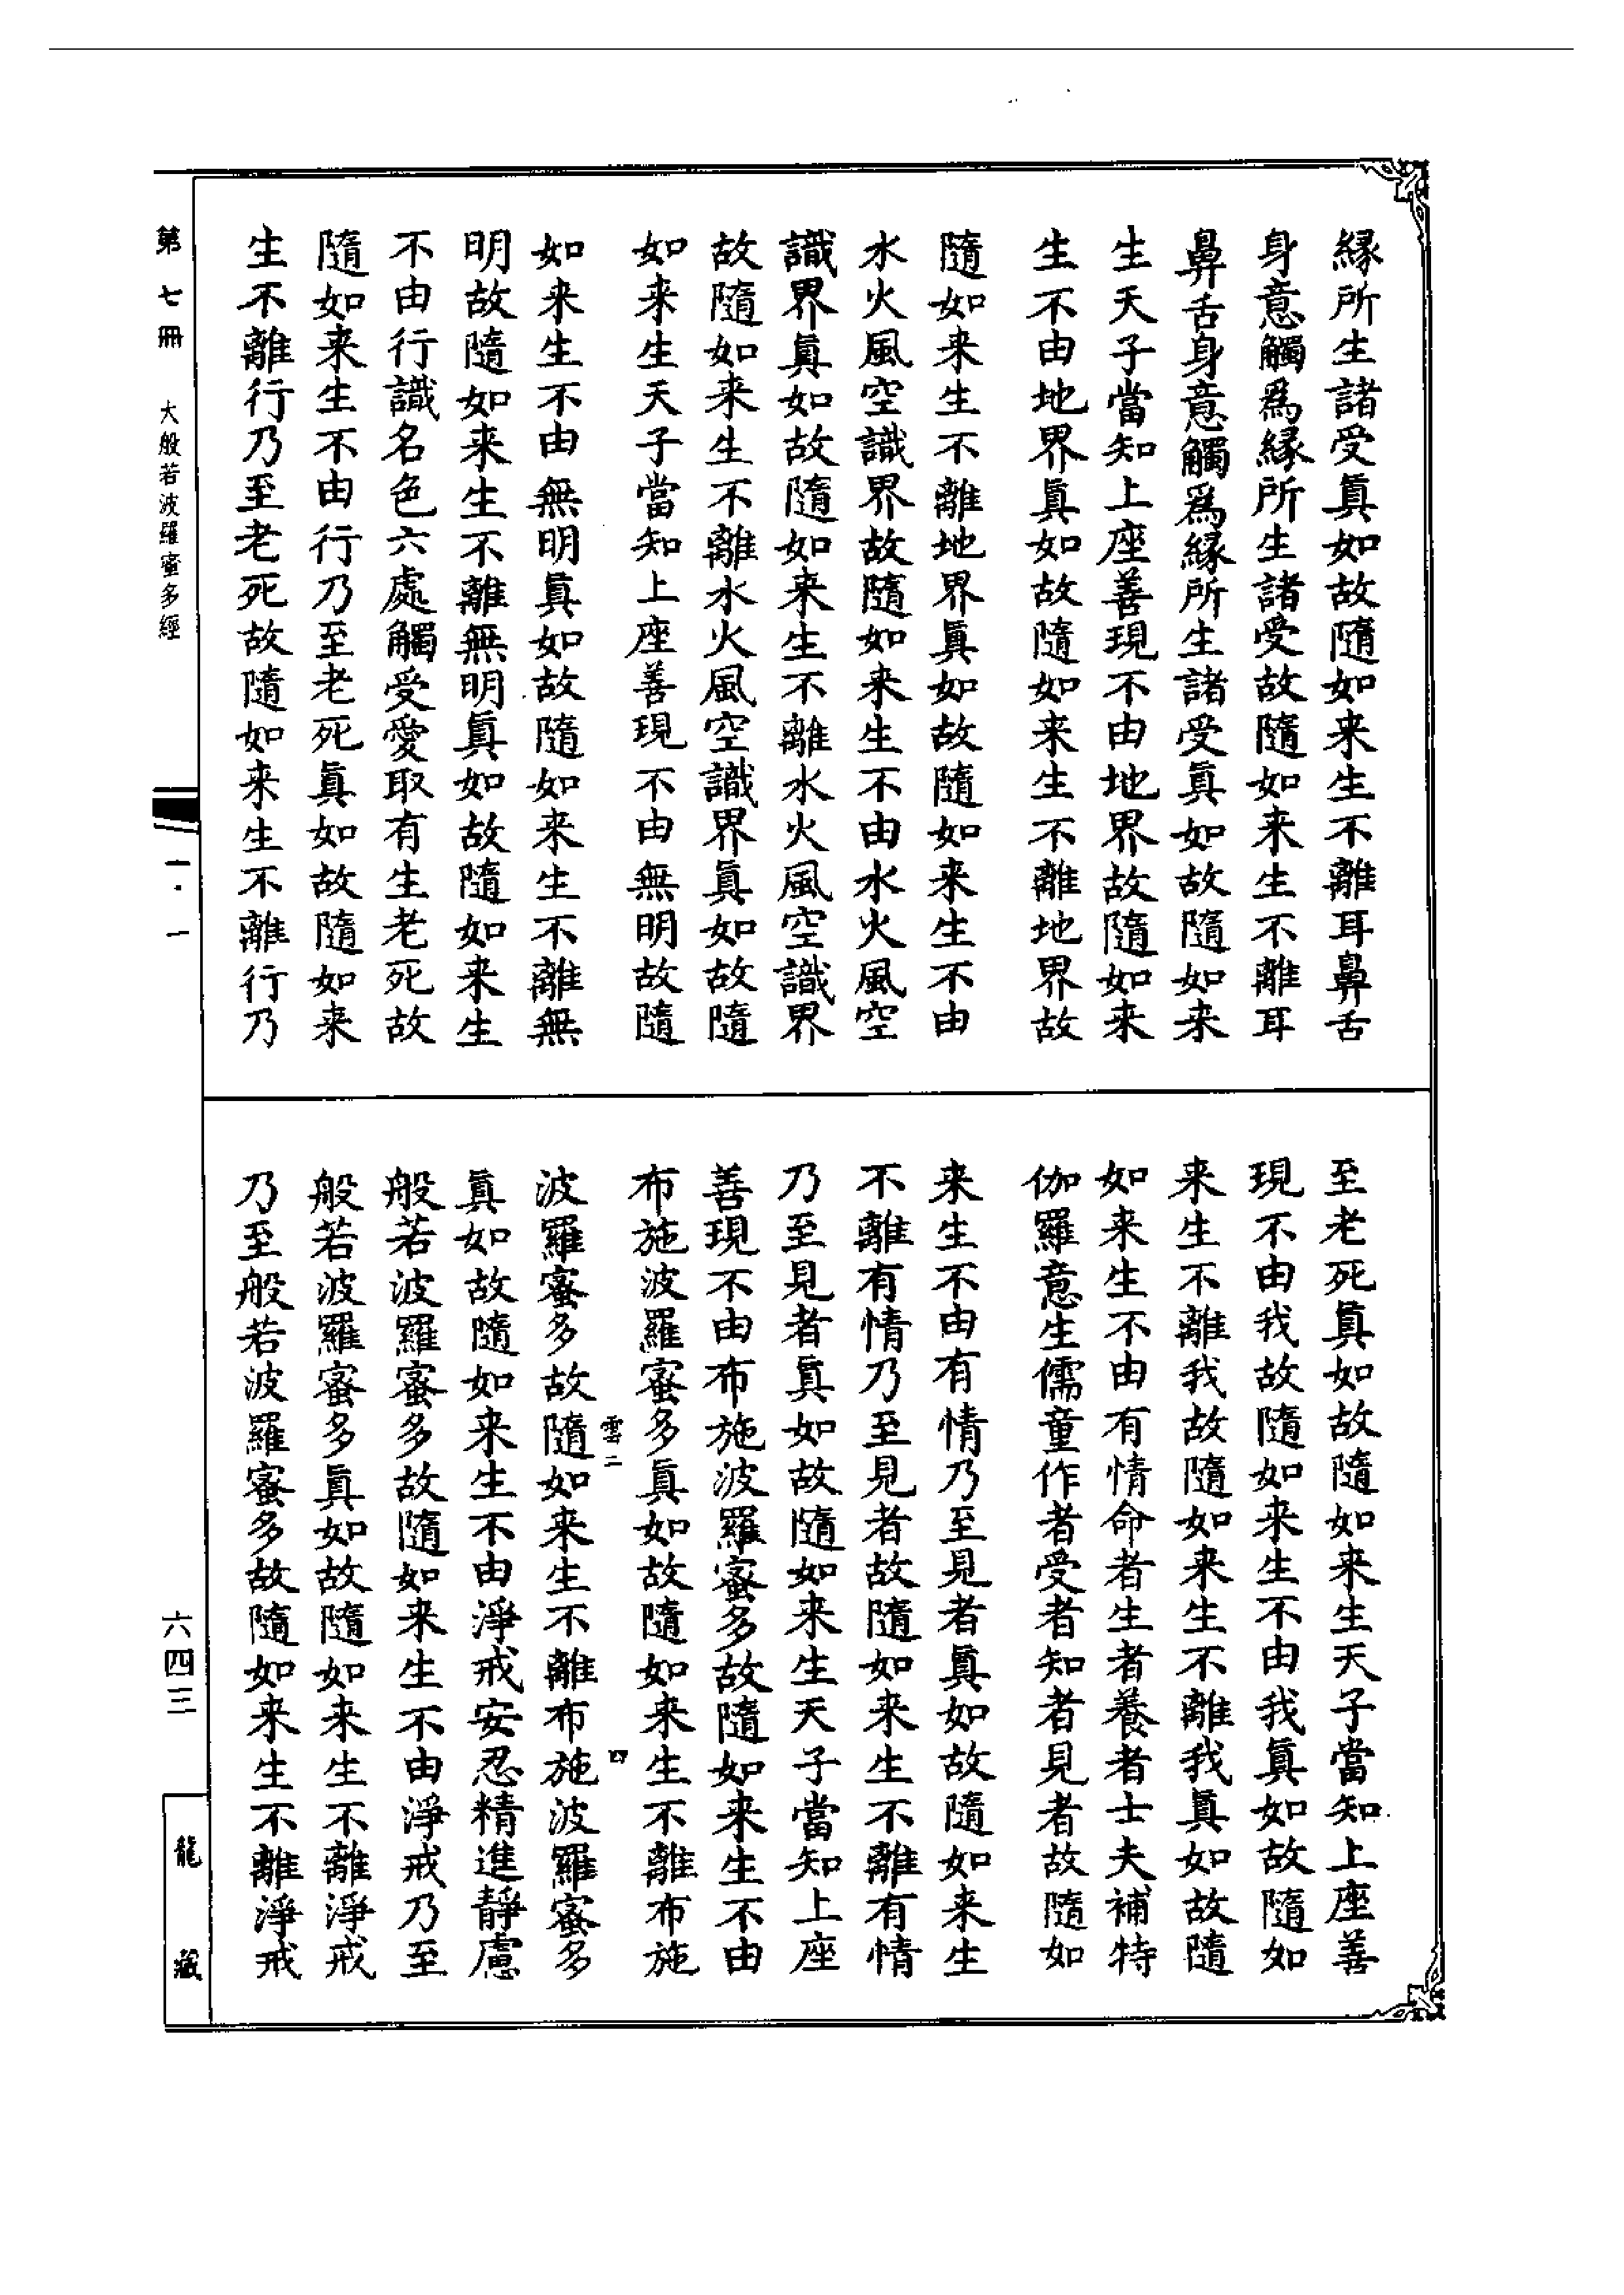 縁所生諸受真如故隨如来生不離耳鼻舌
身意觸爲縁所生諸受故隨如来生不離耳
鼻舌身意觸爲縁所生諸受真如故隨如来
生天子當知上座善現不由地界故隨如来
生不由地界真如故隨如来生不離地界故
隨如来生不離地界真如故隨如来生不由
水火風空識界故隨如来生不由水火風空
識界真如故隨如来生不離水火風空識界
故隨如来生不離水火風空識界真如故隨
如来生天子當知上座善現不由無明故隨
如来生不由無明真如故隨如来生不離無
明故隨如来生不離無明真如故隨如来生
不由行識名色六處觸受愛取有生老死故
隨如来生不由行乃至老死真如故隨如来
生不離行乃至老死故隨如来生不離行乃
至老死真如故隨如来生天子當知上座善
現不由我故隨如来生不由我真如故隨如
来生不離我故隨如来生不離我真如故隨
如来生不由有情命者生者養者士夫補特
伽羅意生儒童作者受者知者見者故隨如
来生不由有情乃至見者真如故隨如来生
不離有情乃至見者故隨如来生不離有情
乃至見者真如故隨如来生天子當知上座
善現不由布施波羅蜜多故隨如来生不由
布施波羅蜜多真如故隨如来生不離布施
雲二
四
波羅蜜多故隨如来生不離布施波羅蜜多
真如故隨如来生不由淨戒安忍精進靜慮
般若波羅蜜多故隨如来生不由淨戒乃至
般若波羅蜜多真如故隨如来生不離淨戒
乃至般若波羅蜜多故隨如来生不離淨戒
第七冊
大般若波羅蜜多經
一·一
六四三
龍藏